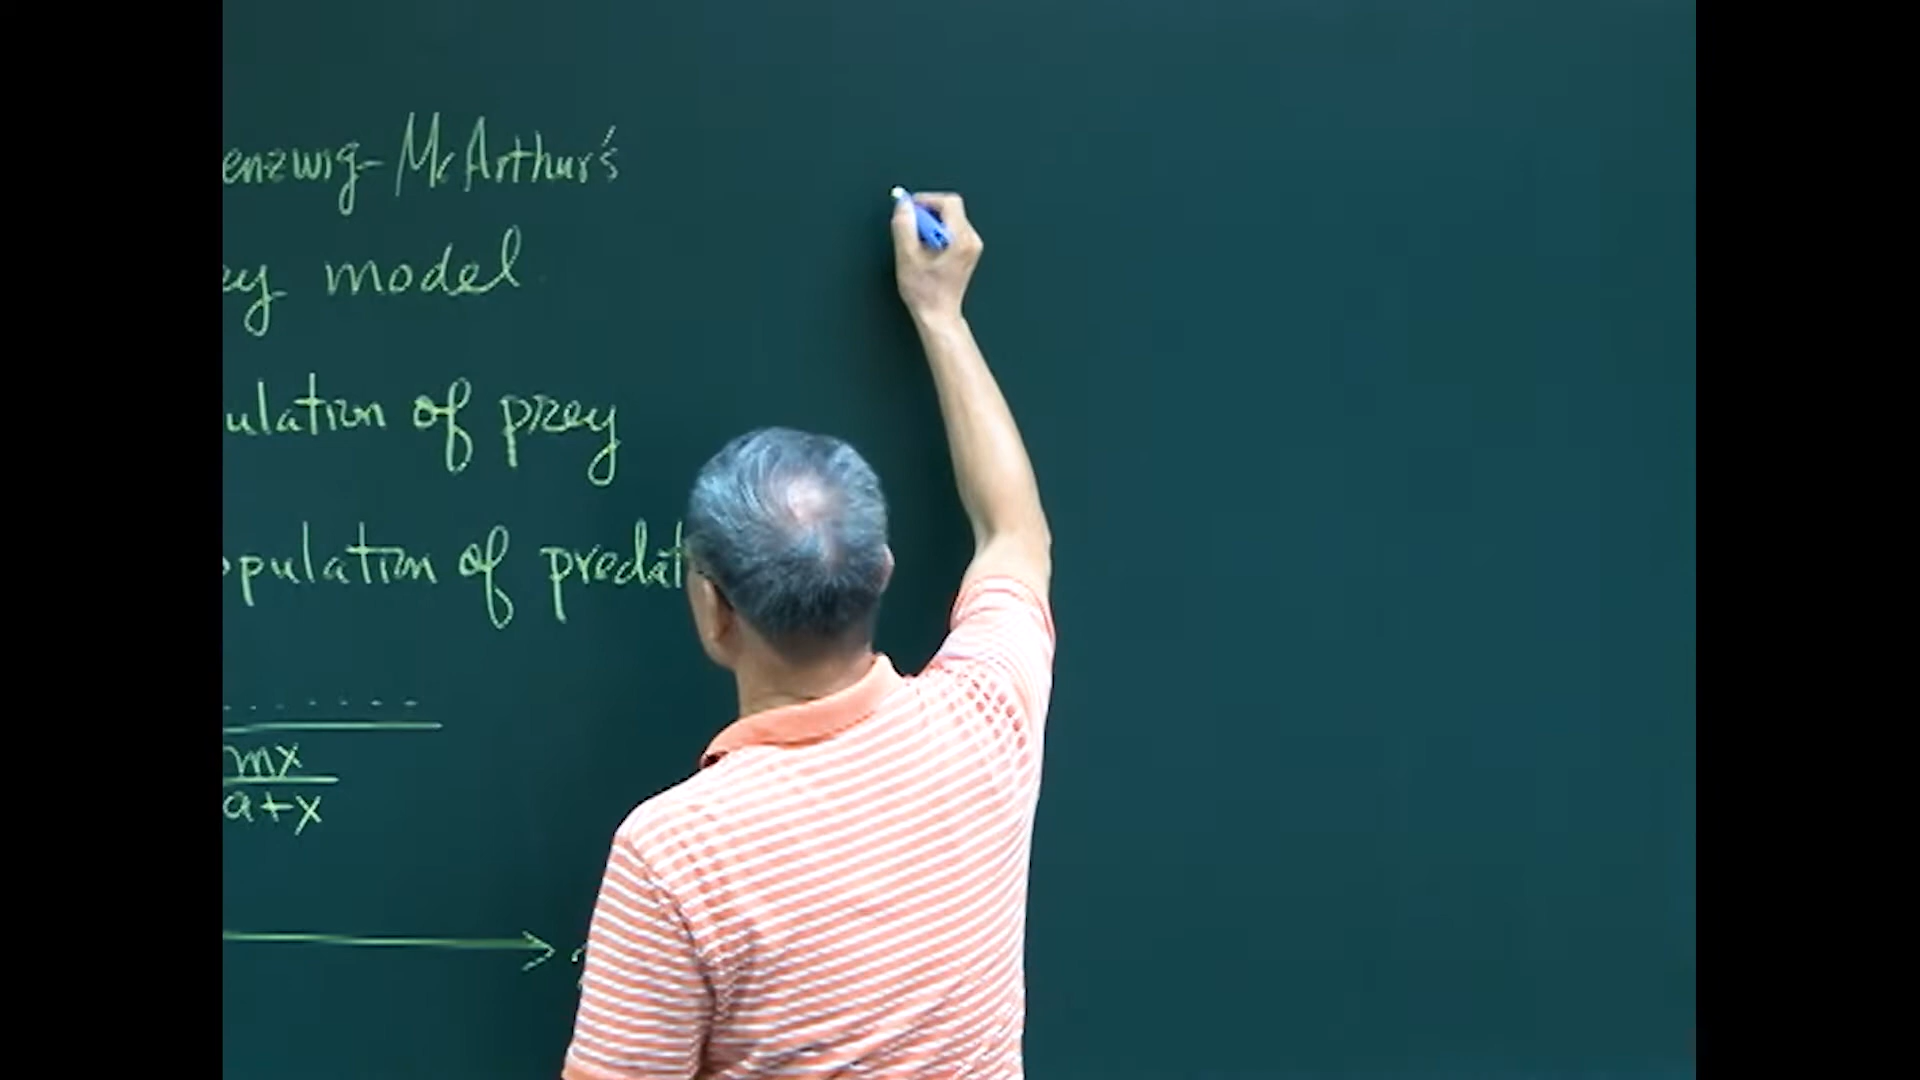 enzwig-McArthur's
ey model
ulation of prey
opulation of predat
mx
a+x